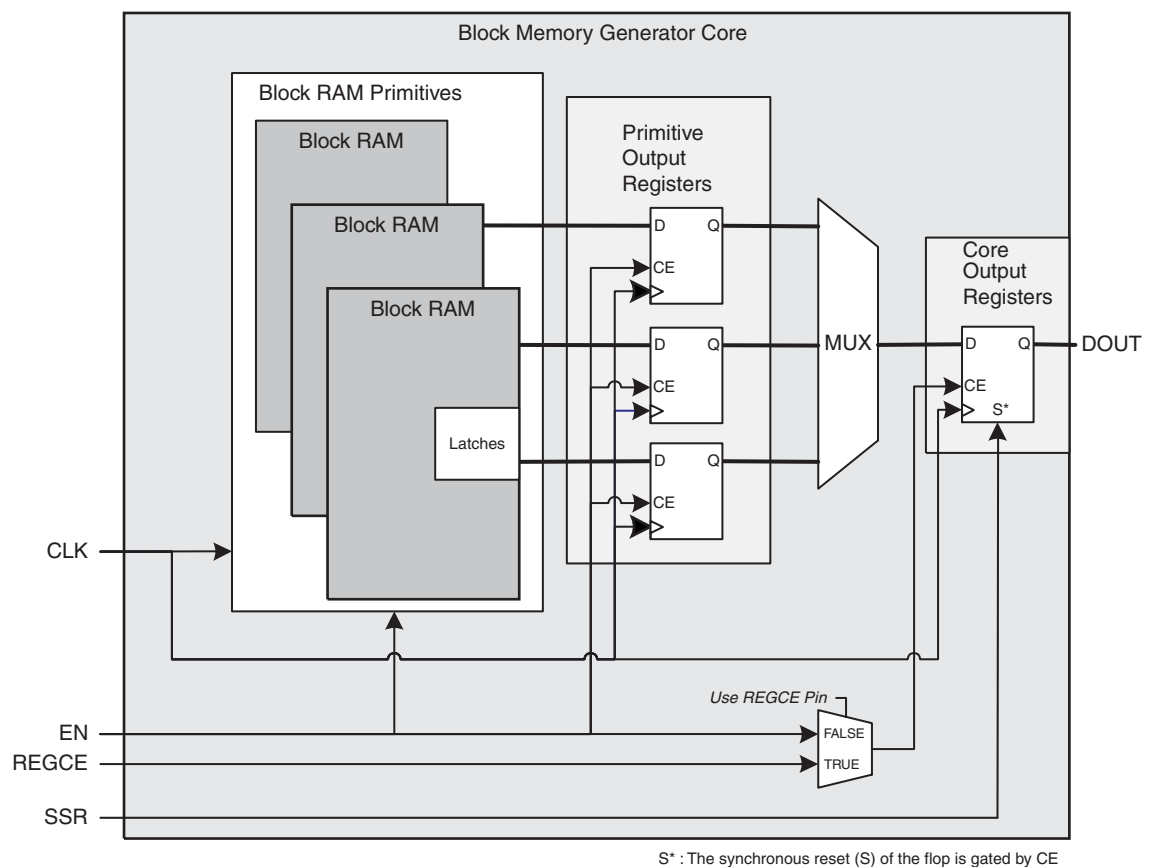 Block Memory Generator Core
Block RAM Primitives
Block RAM
Block RAM
Block RAM
Latches
Primitive
Output
Registers
D Q
CE
D Q
CE
D Q
CE
MUX
Core
Output
Registers
D Q
CE
S*
DOUT
CLK
Use REGCE Pin
EN
FALSE
REGCE
TRUE
SSR
S* : The synchronous reset (S) of the flop is gated by CE